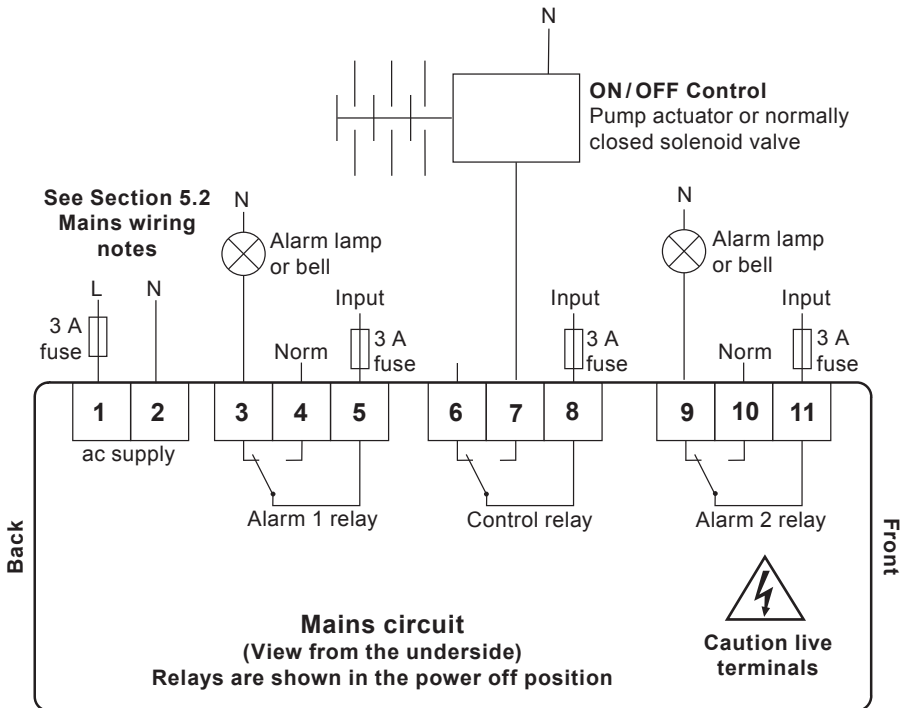 N
ON/OFF Control
Pump actuator or normally
closed solenoid valve
See Section 5.2
Mains wiring
notes
N
Alarm lamp
or bell
N
Alarm lamp
or bell
L
N
3 A
fuse
Norm
Input
3 A
fuse
Input
3 A
fuse
Norm
Input
3 A
fuse
1 2 3 4 5 6 7 8 9 10 11
ac supply
Alarm 1 relay
Control relay
Alarm 2 relay
Back
Front
Mains circuit
(View from the underside)
Relays are shown in the power off position
Caution live
terminals